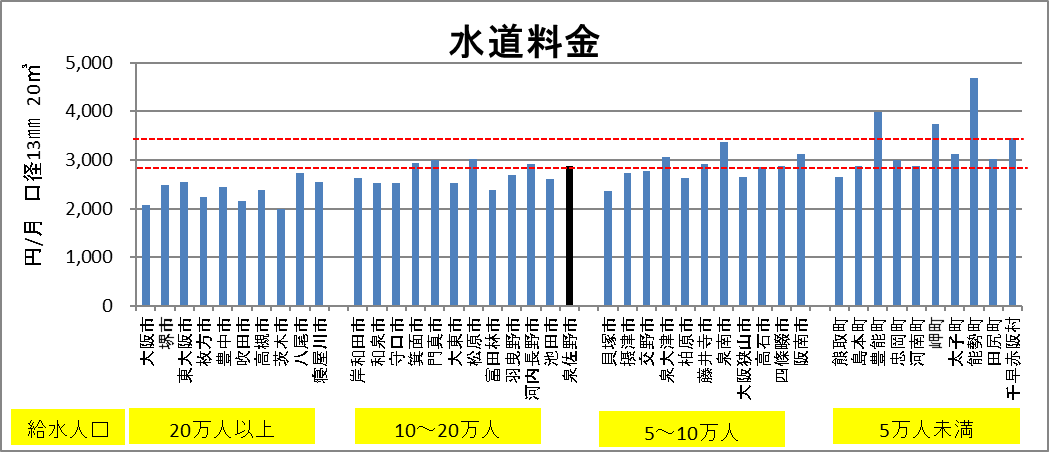 水道料金
円/月　口径13㎜ 20㎥
5,000
4,000
3,000
2,000
1,000
0
大阪市
堺市
東大阪市
枚方市
豊中市
吹田市
高槻市
茨木市
八尾市
寝屋川市
岸和田市
和泉市
守口市
箕面市
門真市
大東市
松原市
富田林市
羽曳野市
河内長野市
池田市
泉佐野市
貝塚市
摂津市
交野市
泉大津市
柏原市
藤井寺市
泉南市
大阪狭山市
高石市
四條畷市
阪南市
熊取町
島本町
豊能町
忠岡町
河南町
岬町
太子町
能勢町
田尻町
千早赤阪村
給水人口
20万人以上
10～20万人
5～10万人
5万人未満